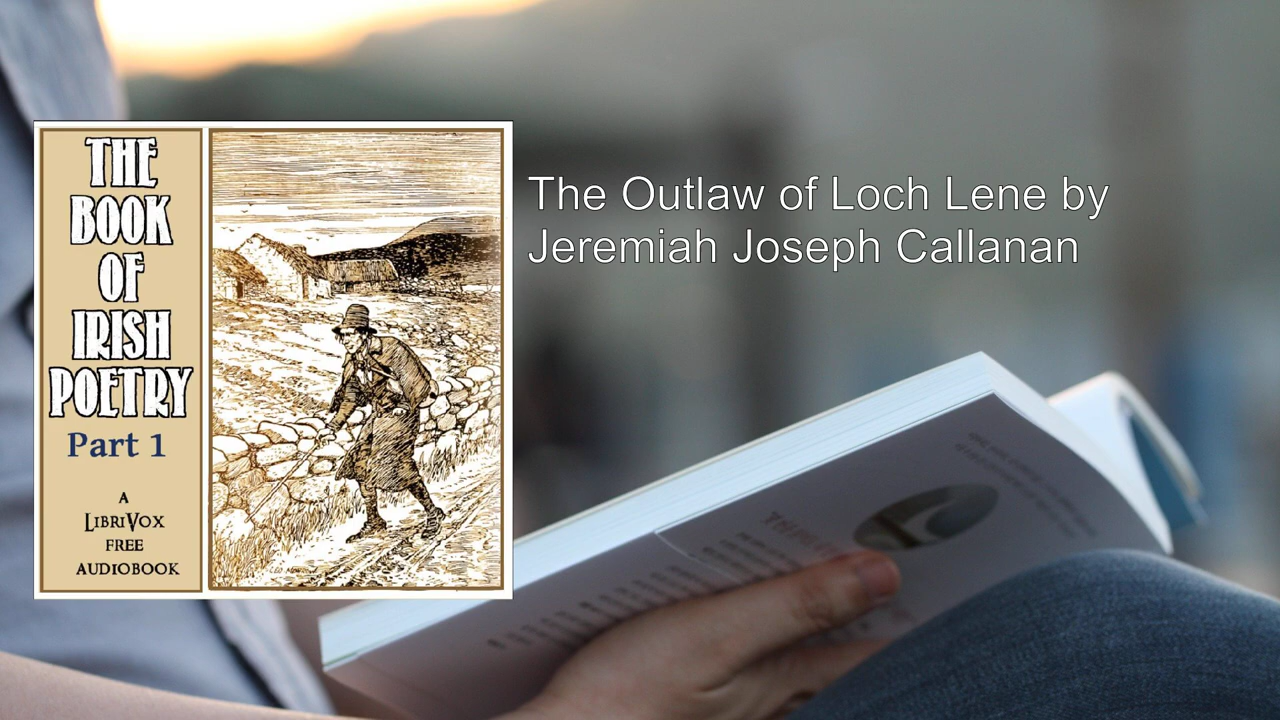 THE
BOOK
OF
IRISH
POETRY
Part 1
A
LIBRIVOX
FREE
AUDIOBOOK
The Outlaw of Loch Lene by
Jeremiah Joseph Callanan